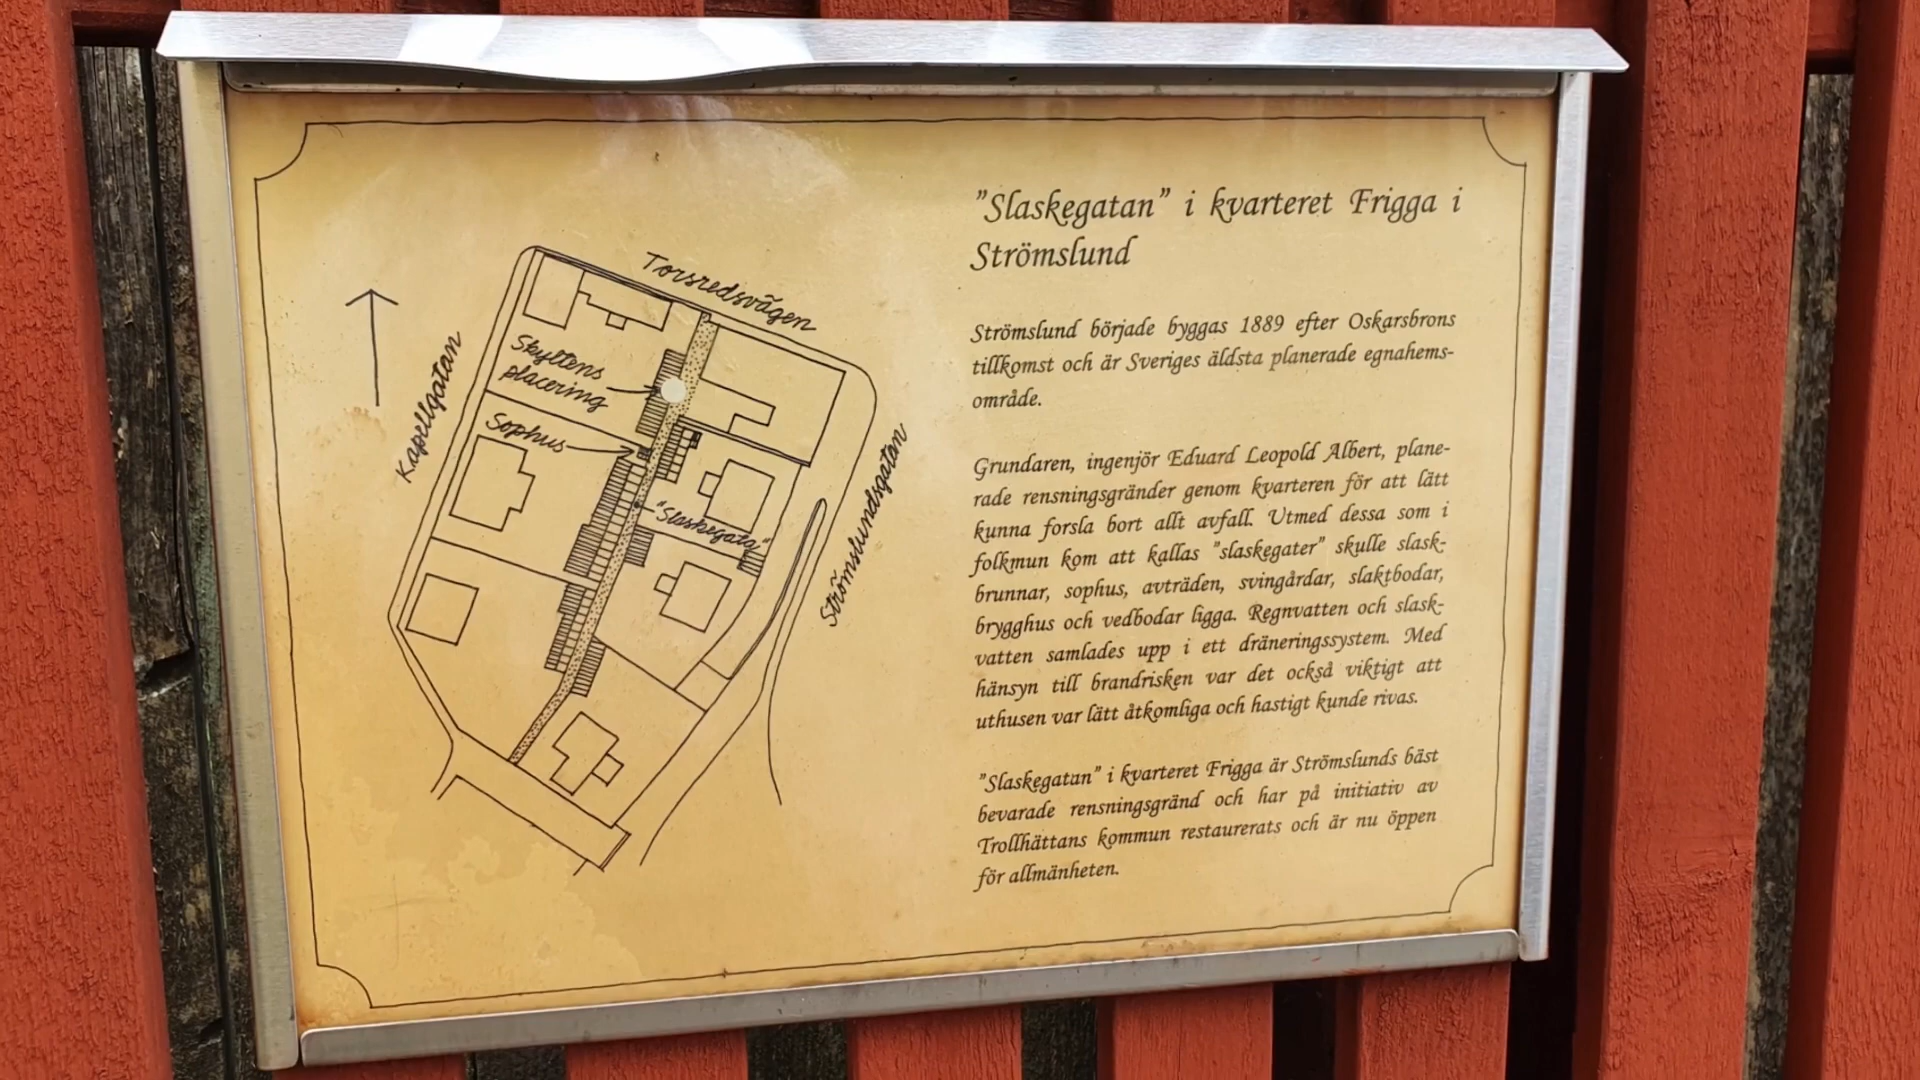 Torsredsvägen
Kapellgatan
Skyltens
placering
Sophus
"Slaskegata"
Strömslundsgatan
"Slaskegatan" i kvarteret Frigga i
Strömslund
Strömslund började byggas 1889 efter Oskarsbrons
tillkomst och är Sveriges äldsta planerade egnahems-
område.
Grundaren, ingenjör Eduard Leopold Albert, plane-
rade rensningsgränder genom kvarteren för att lätt
kunna forsla bort allt avfall. Utmed dessa som i
folkmun kom att kallas "slaskegater" skulle slask-
brunnar, sophus, avträden, svingårdar, slaktbodar,
brygghus och vedbodar ligga. Regnvatten och slask-
vatten samlades upp i ett dräneringssystem. Med
hänsyn till brandrisken var det också viktigt att
uthusen var lätt åtkomliga och hastigt kunde rivas.
"Slaskegatan" i kvarteret Frigga är Strömslunds bäst
bevarade rensningsgränd och har på initiativ av
Trollhättans kommun restaurerats och är nu öppen
för allmänheten.